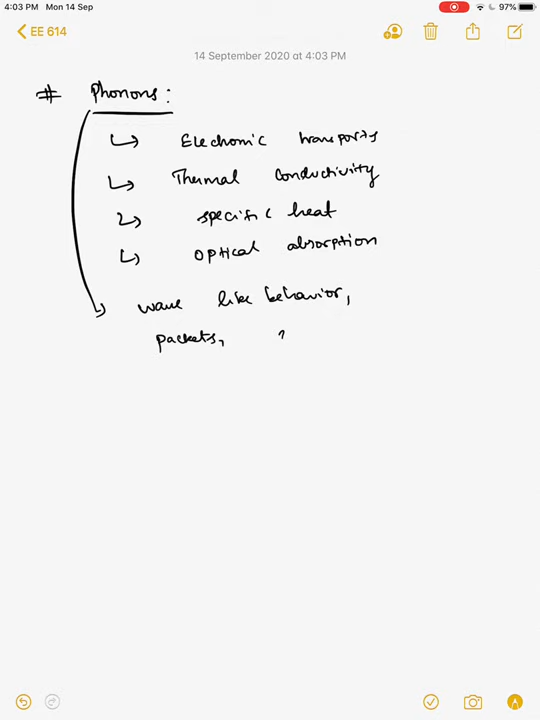 4:03 PM Mon 14 Sep 97%
EE 614
14 September 2020 at 4:03 PM
# Phonons:
↳ Electronic transports
↳ Thermal conductivity
↳ specific heat
↳ optical absorption
↳ wave like behavior,
packets,